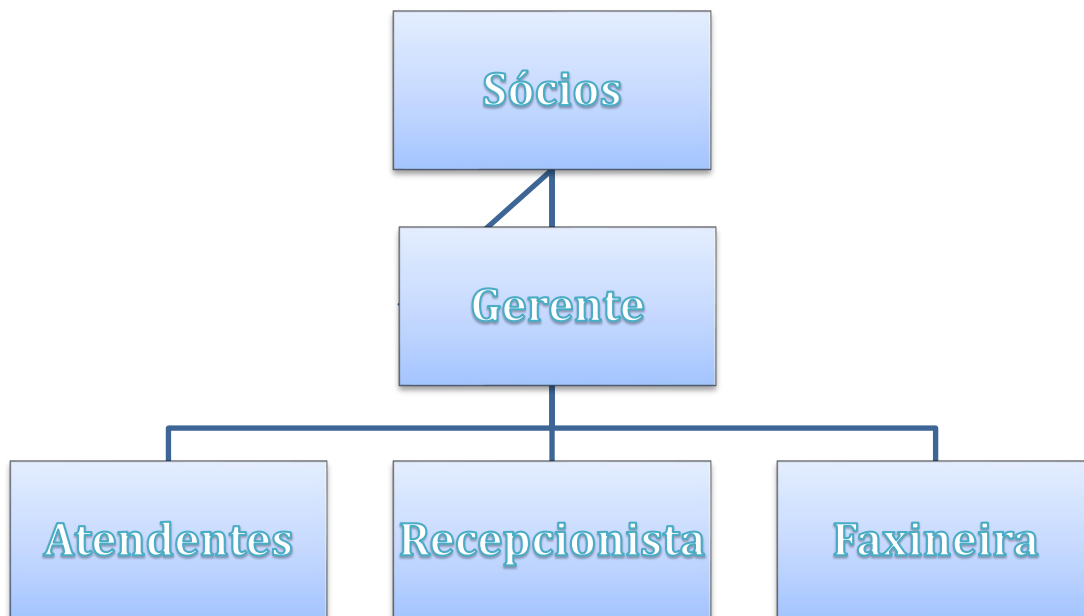 Sócios
Gerente
Atendentes
Recepcionista
Faxineira